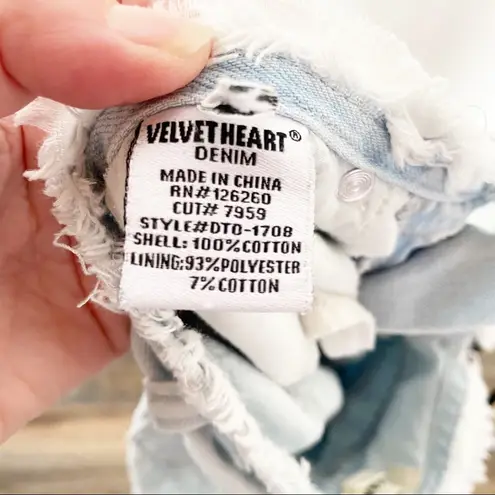 VELVETHEART®
DENIM
MADE IN CHINA
RN#126260
CUT# 7959
STYLE#DTO-1708
SHELL: 100%COTTON
LINING:93%POLYESTER
7%COTTON